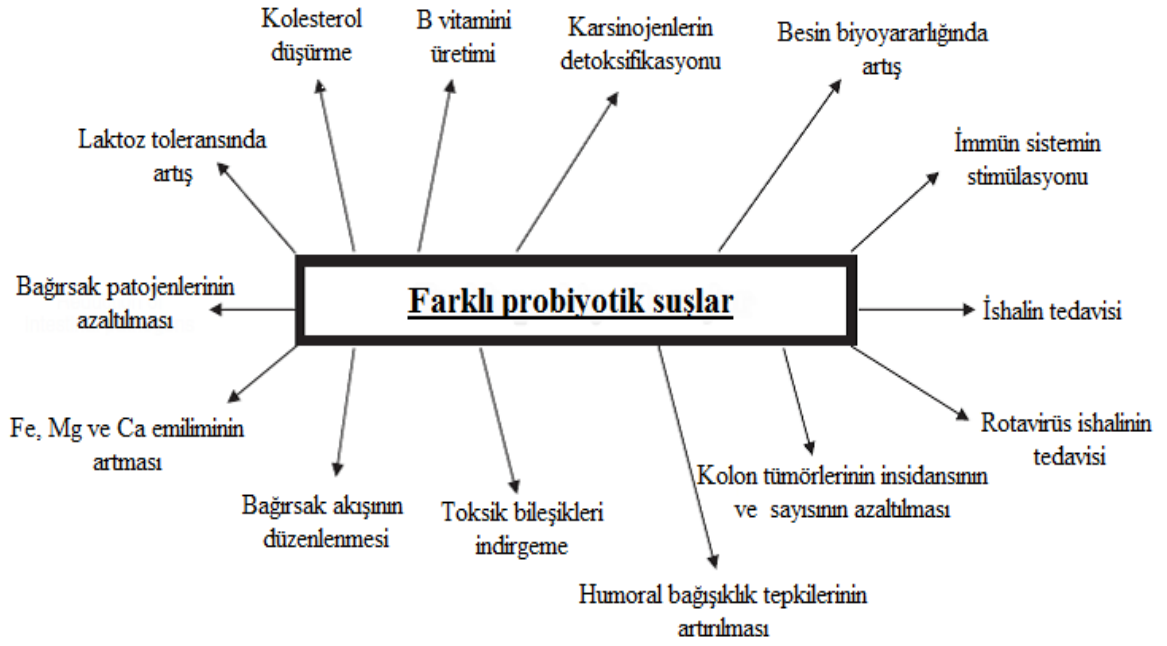 Kolesterol
düşürme
B vitamini
üretimi
Karsinojenlerin
detoksifikasyonu
Besin biyoyararlığında
artış
Laktoz toleransında
artış
İmmün sistemin
stimülasyonu
Bağırsak patojenlerinin
azaltılması
Farklı probiyotik suşlar
İshalin tedavisi
Fe, Mg ve Ca emiliminin
artması
Rotavirüs ishalinin
tedavisi
Bağırsak akışının
düzenlenmesi
Toksik bileşikleri
indirgeme
Kolon tümörlerinin insidansının
ve sayısının azaltılması
Humoral bağışıklık tepkilerinin
artırılması